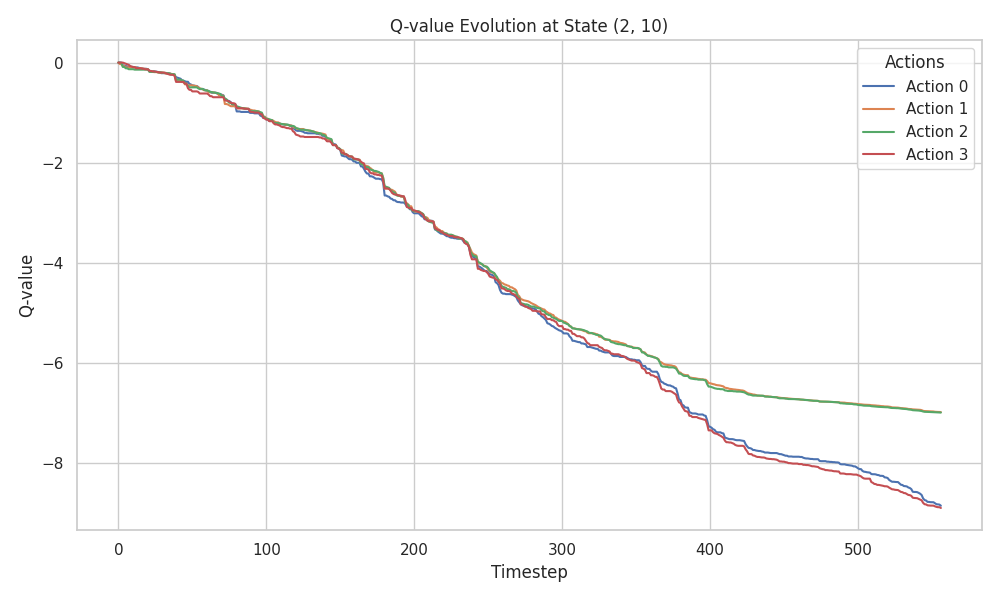 Q-value Evolution at State (2, 10)
Actions
Action 0
Action 1
Action 2
Action 3
Q-value
0
−2
−4
−6
−8
0 100 200 300 400 500
Timestep